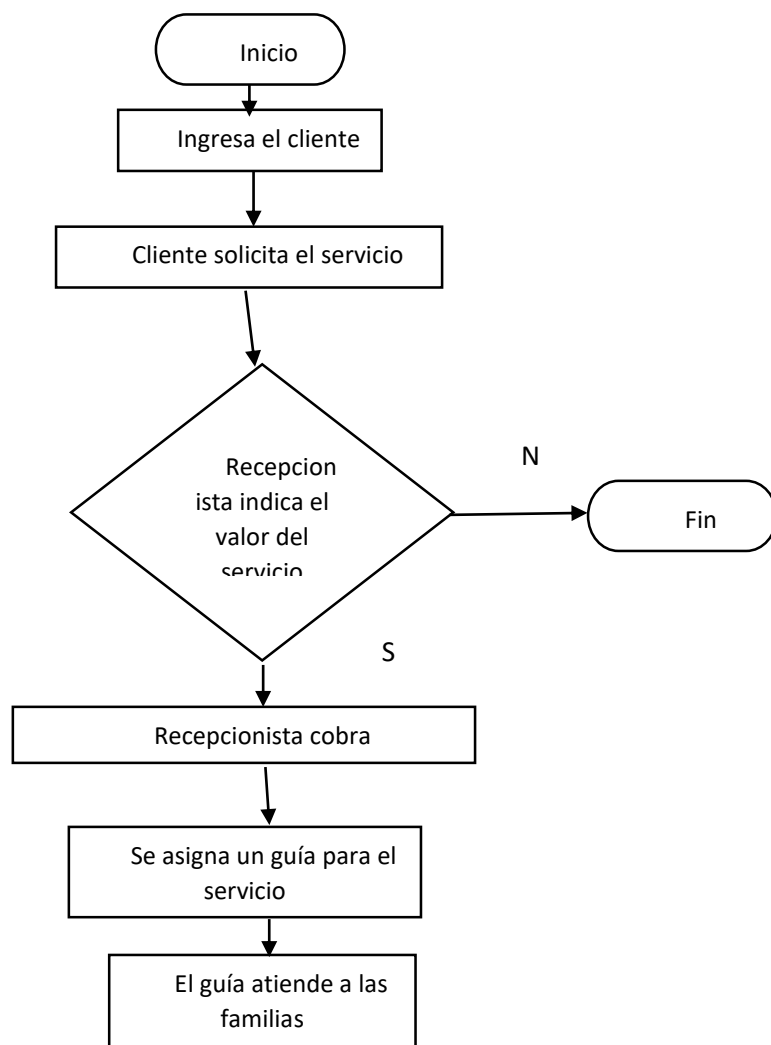 Inicio
Ingresa el cliente
Cliente solicita el servicio
Recepcion
ista indica el
valor del
servicio
N
Fin
S
Recepcionista cobra
Se asigna un guía para el
servicio
El guía atiende a las
familias